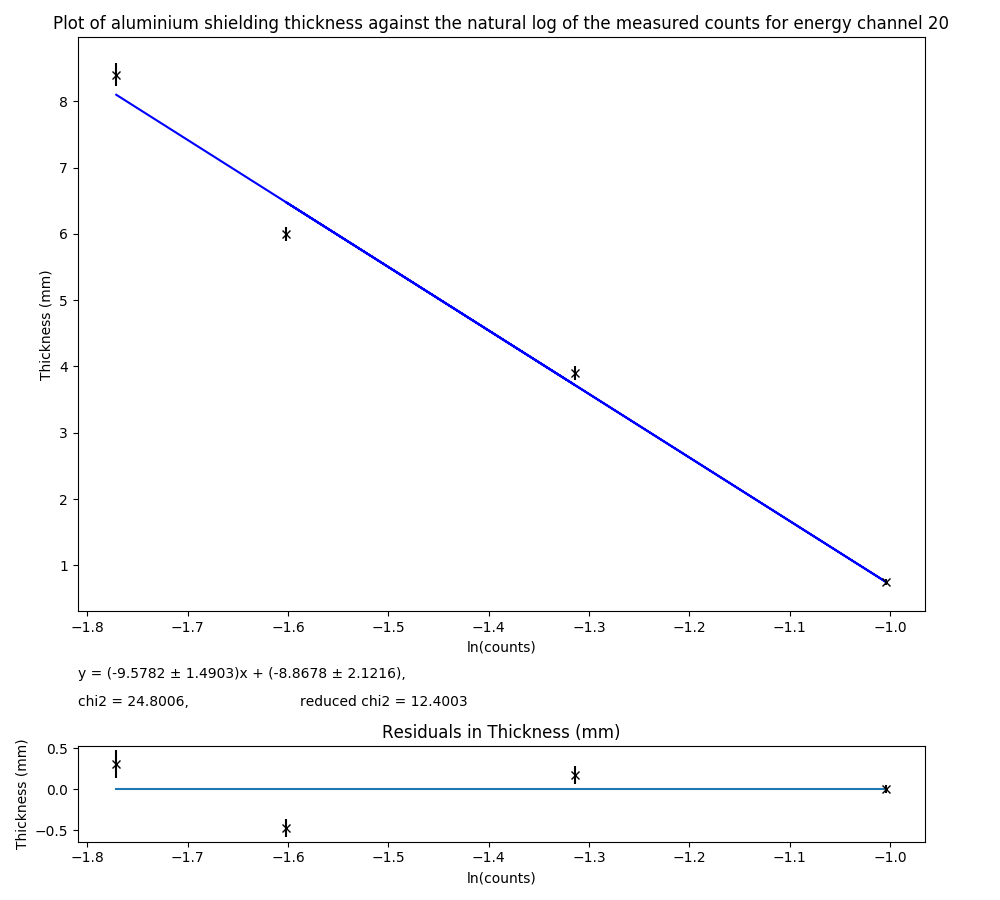 Plot of aluminium shielding thickness against the natural log of the measured counts for energy channel 20
8
7
6
5
4
3
2
1
Thickness (mm)
−1.8 −1.7 −1.6 −1.5 −1.4 −1.3 −1.2 −1.1 −1.0
ln(counts)
y = (-9.5782 ± 1.4903)x + (-8.8678 ± 2.1216),
chi2 = 24.8006, reduced chi2 = 12.4003
Residuals in Thickness (mm)
0.5
0.0
−0.5
Thickness (mm)
−1.8 −1.7 −1.6 −1.5 −1.4 −1.3 −1.2 −1.1 −1.0
ln(counts)